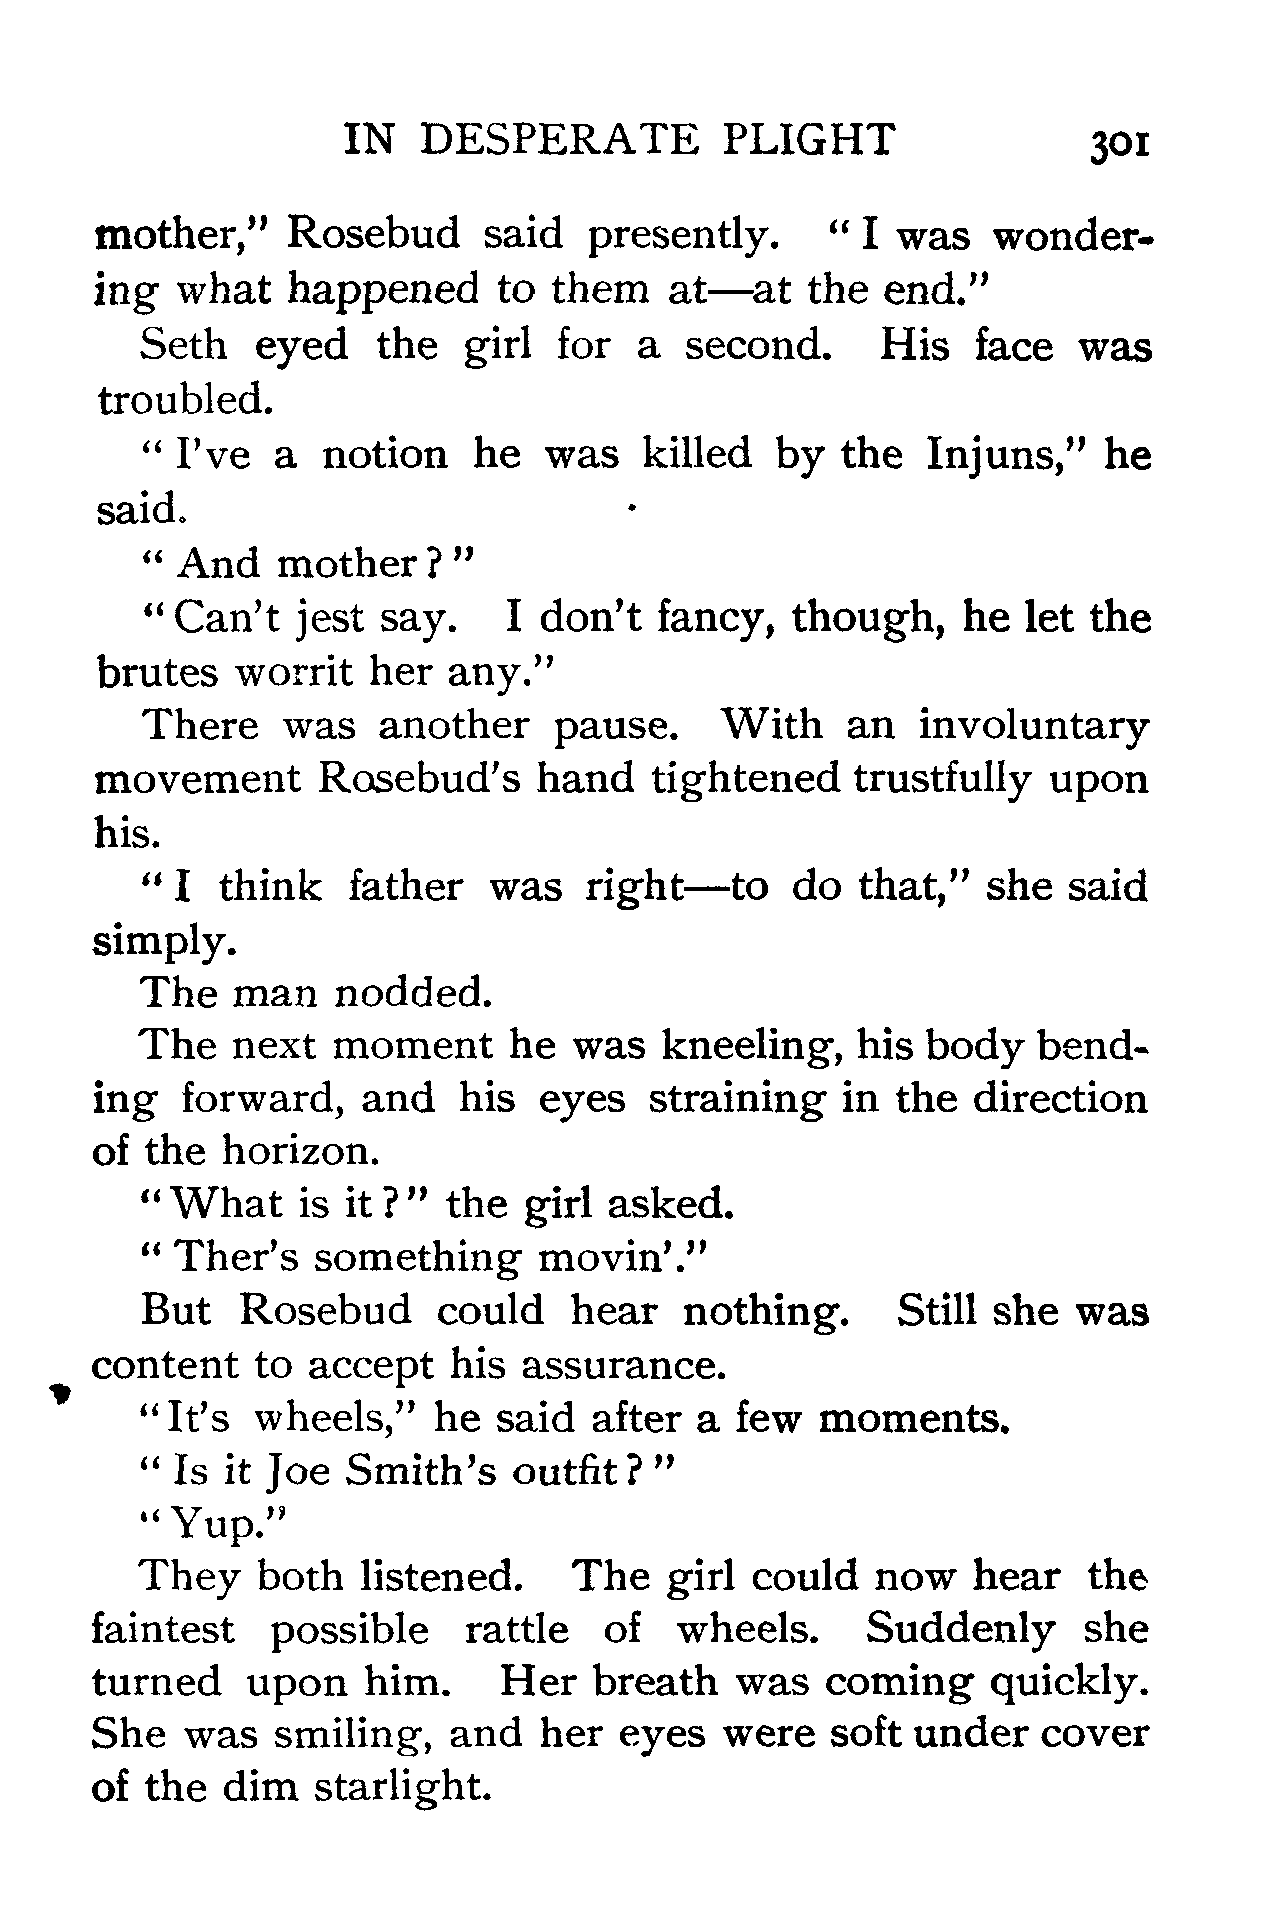 IN DESPERATE PLIGHT 301
mother," Rosebud said presently. "I was wonder-
ing what happened to them at—at the end."
Seth eyed the girl for a second. His face was
troubled.
"I've a notion he was killed by the Injuns," he
said.
"And mother?"
"Can't jest say. I don't fancy, though, he let the
brutes worrit her any."
There was another pause. With an involuntary
movement Rosebud's hand tightened trustfully upon
his.
"I think father was right—to do that," she said
simply.
The man nodded.
The next moment he was kneeling, his body bend-
ing forward, and his eyes straining in the direction
of the horizon.
"What is it?" the girl asked.
"Ther's something movin'."
But Rosebud could hear nothing. Still she was
content to accept his assurance.
"It's wheels," he said after a few moments.
"Is it Joe Smith's outfit?"
"Yup."
They both listened. The girl could now hear the
faintest possible rattle of wheels. Suddenly she
turned upon him. Her breath was coming quickly.
She was smiling, and her eyes were soft under cover
of the dim starlight.